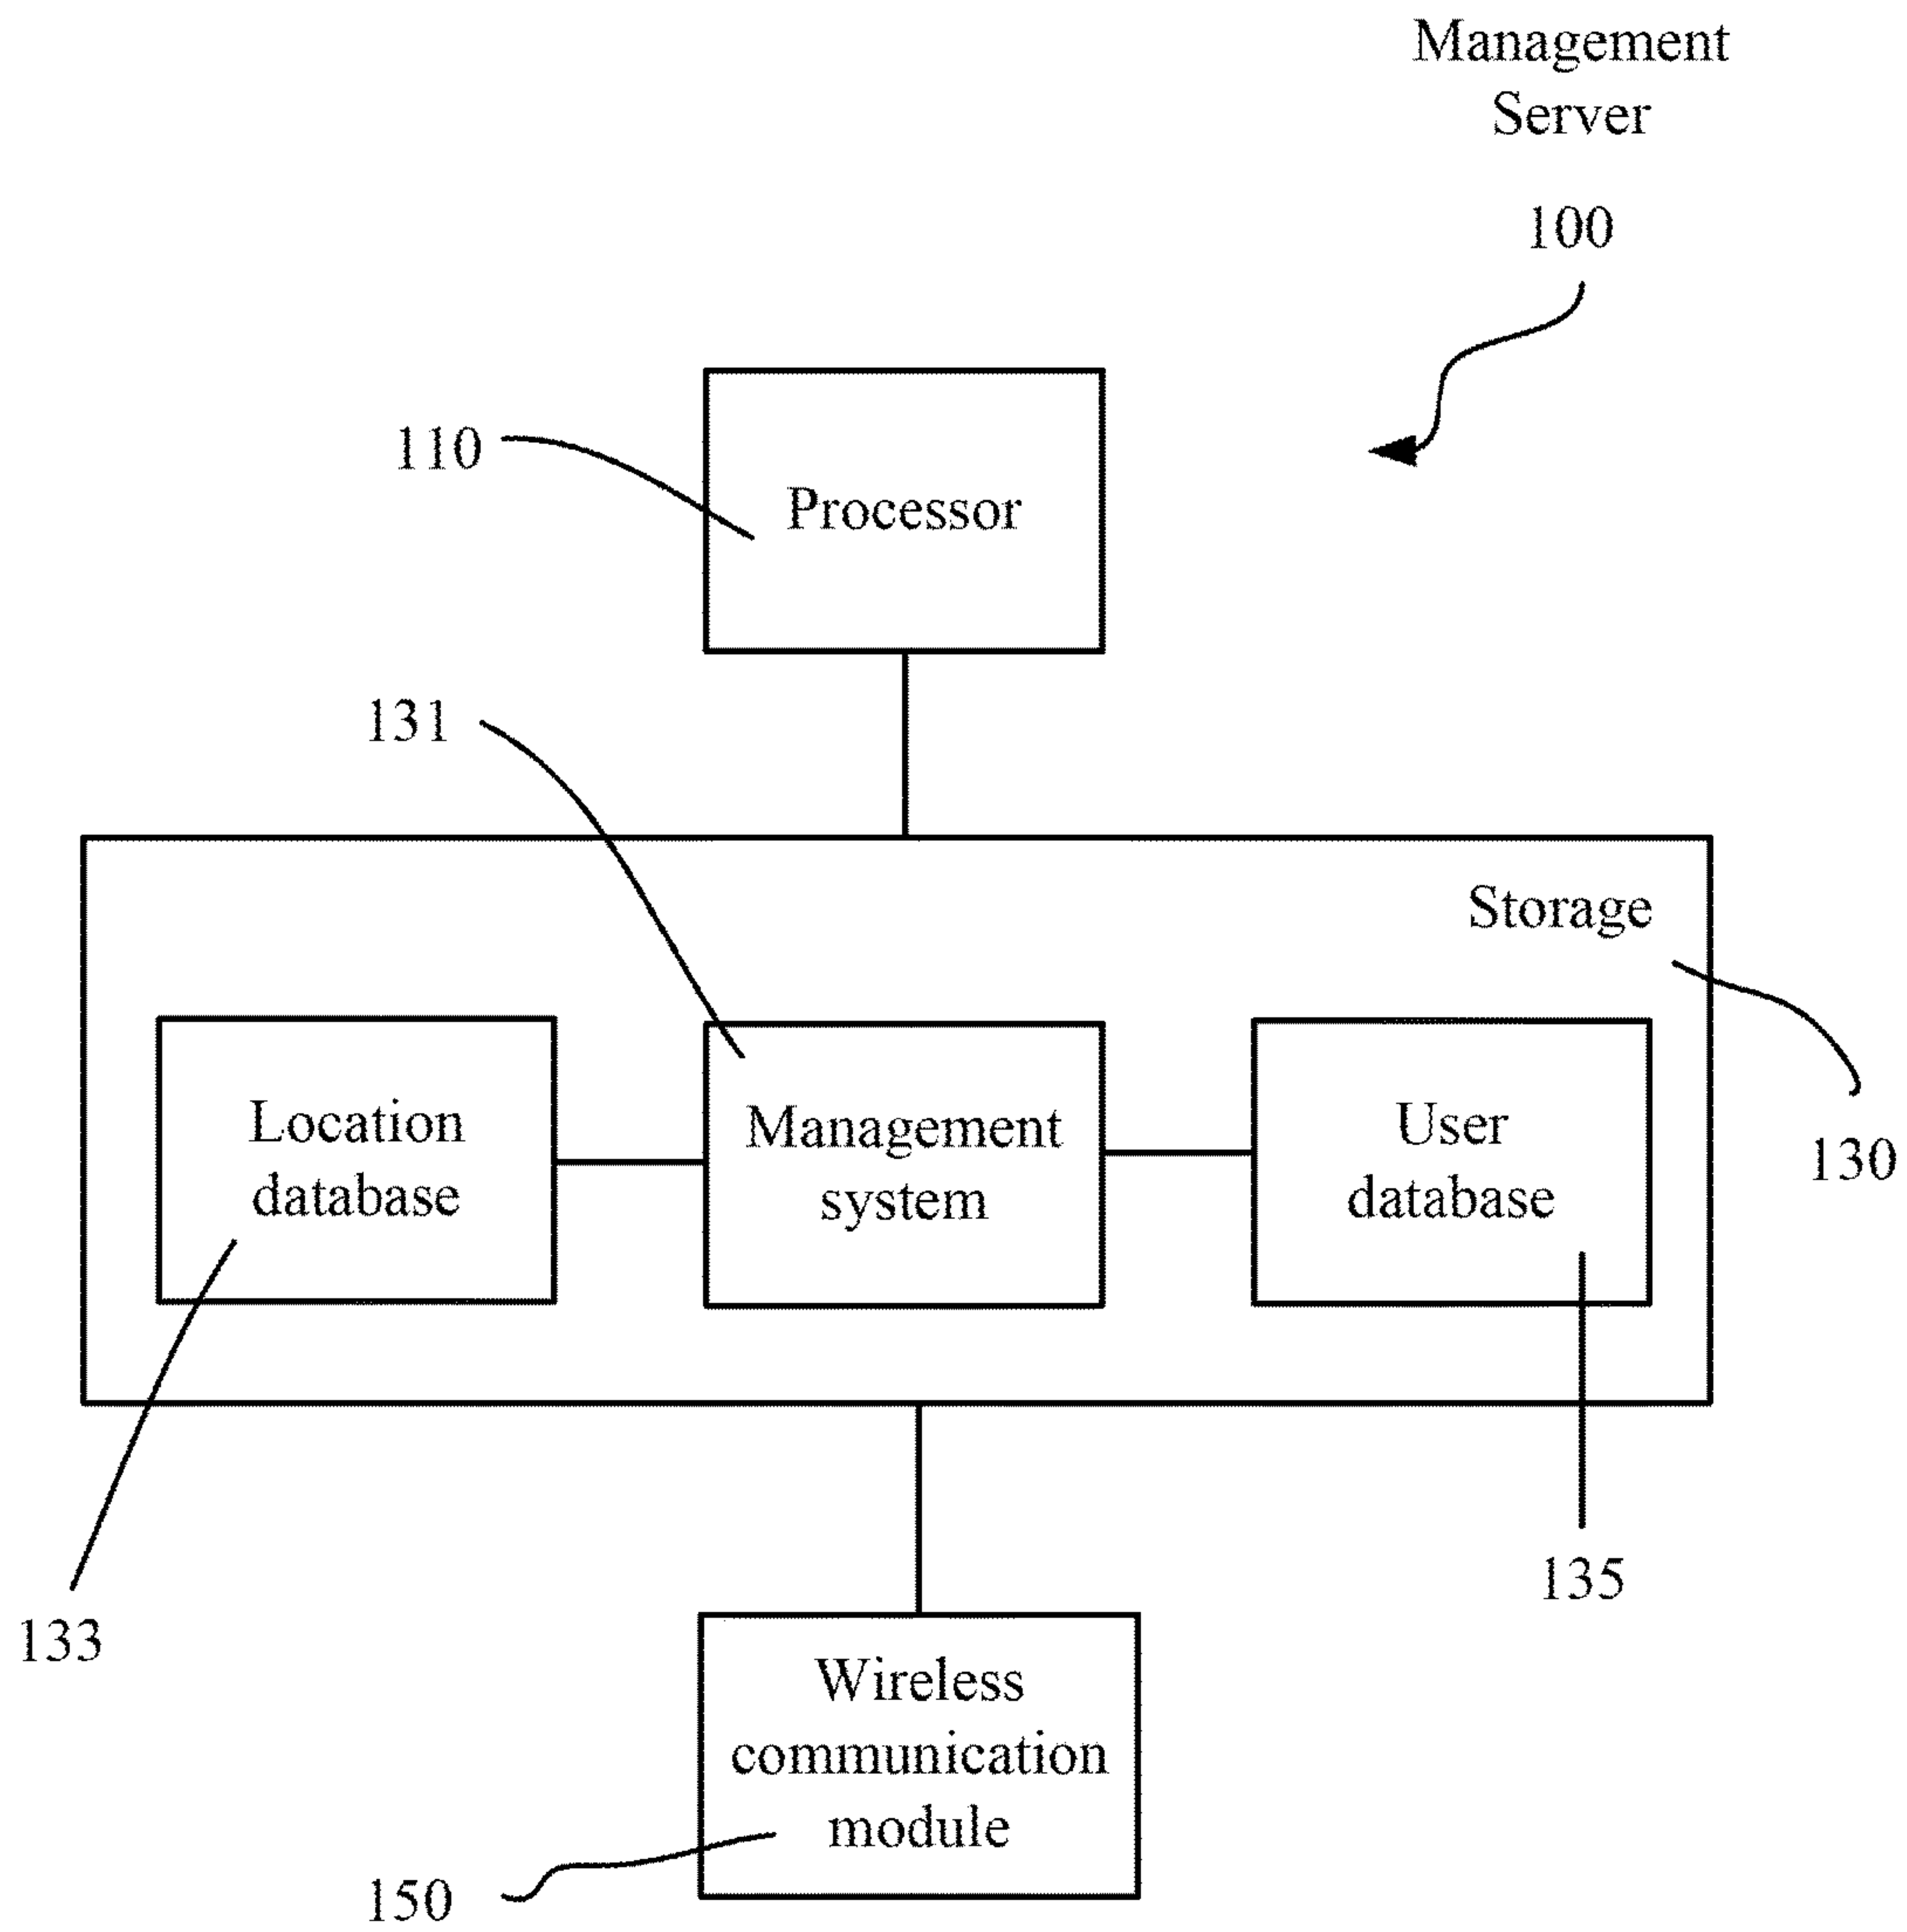 Management
Server
100
110
Processor
131
Storage
Location
database
Management
system
User
database
130
133
135
Wireless
communication
module
150